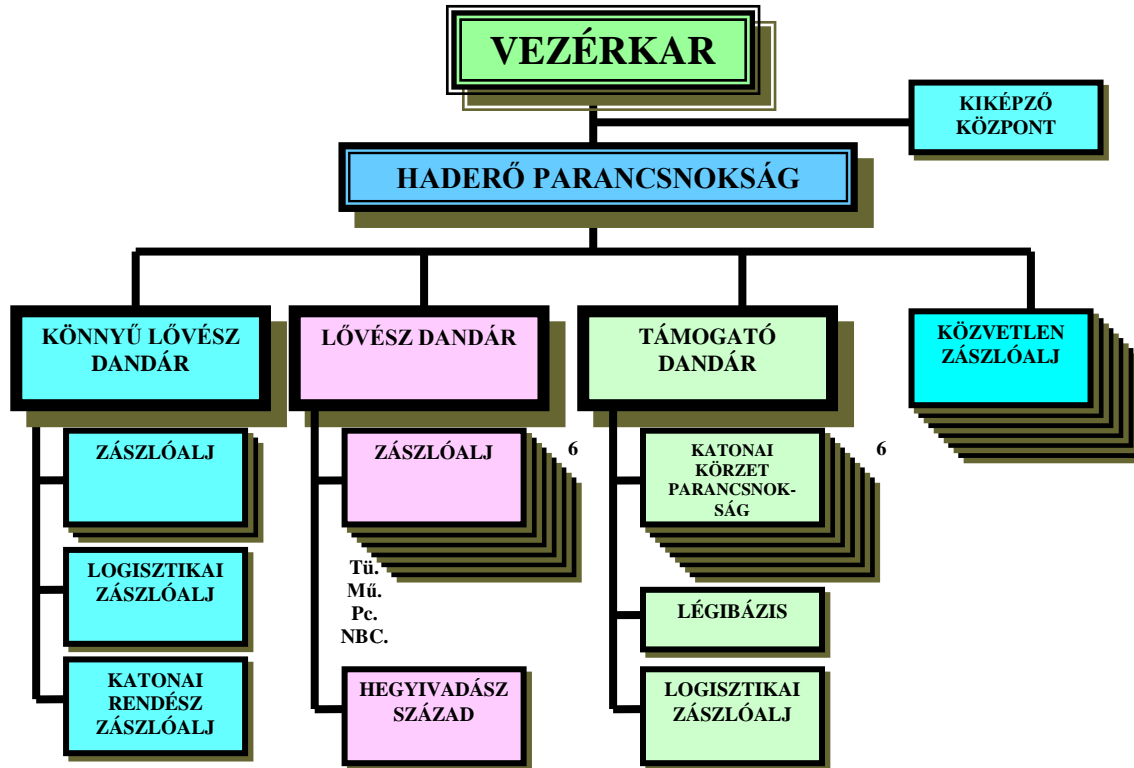 VEZÉRKAR
KIKÉPZŐ
KÖZPONT
HADERŐ PARANCSNOKSÁG
KÖNNYŰ LŐVÉSZ
DANDÁR
LŐVÉSZ DANDÁR
TÁMOGATÓ
DANDÁR
KÖZVETLEN
ZÁSZLÓALJ
ZÁSZLÓALJ
LOGISZTIKAI
ZÁSZLÓALJ
KATONAI
RENDÉSZ
ZÁSZLÓALJ
ZÁSZLÓALJ
6
Tü.
Mű.
Pc.
NBC.
HEGYIVADÁSZ
SZÁZAD
KATONAI
KÖRZET
PARANCSNOK-
SÁG
6
LÉGIBÁZIS
LOGISZTIKAI
ZÁSZLÓALJ